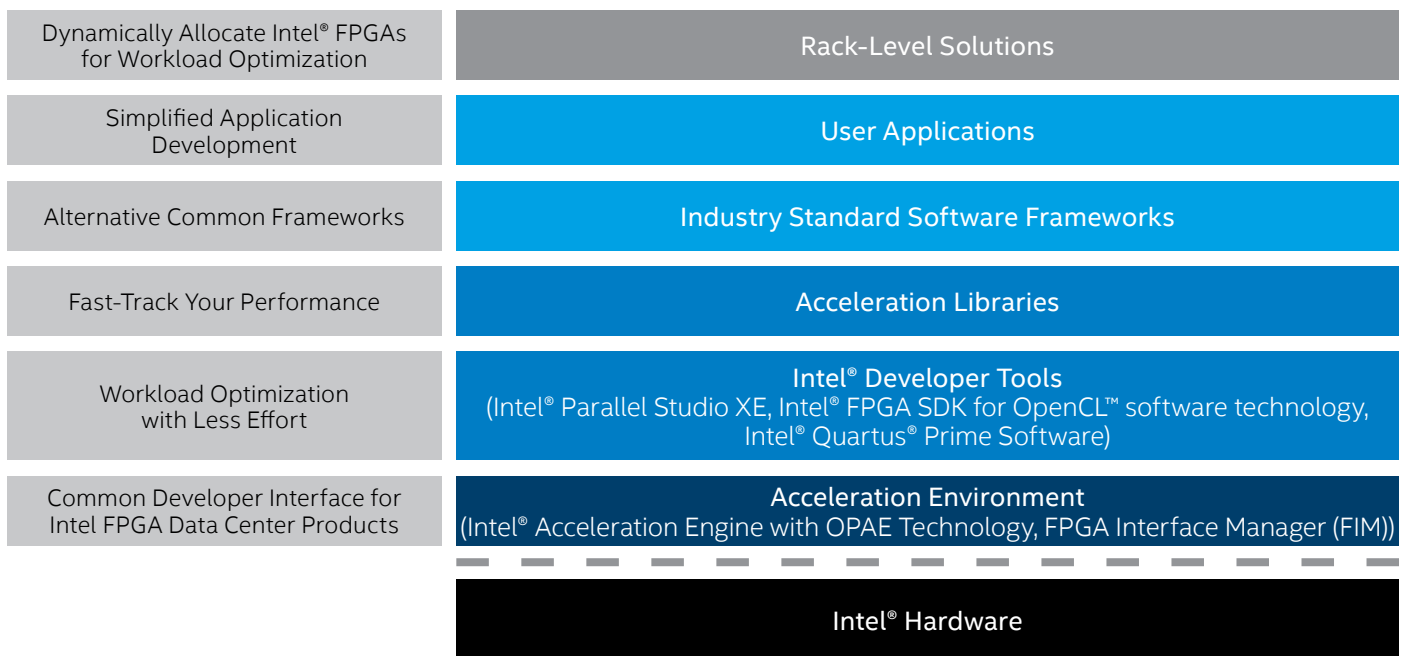 Dynamically Allocate Intel® FPGAs
for Workload Optimization
Rack-Level Solutions
Simplified Application
Development
User Applications
Alternative Common Frameworks
Industry Standard Software Frameworks
Fast-Track Your Performance
Acceleration Libraries
Workload Optimization
with Less Effort
Intel® Developer Tools
(Intel® Parallel Studio XE, Intel® FPGA SDK for OpenCL™ software technology,
Intel® Quartus® Prime Software)
Common Developer Interface for
Intel FPGA Data Center Products
Acceleration Environment
(Intel® Acceleration Engine with OPAE Technology, FPGA Interface Manager (FIM))
Intel® Hardware